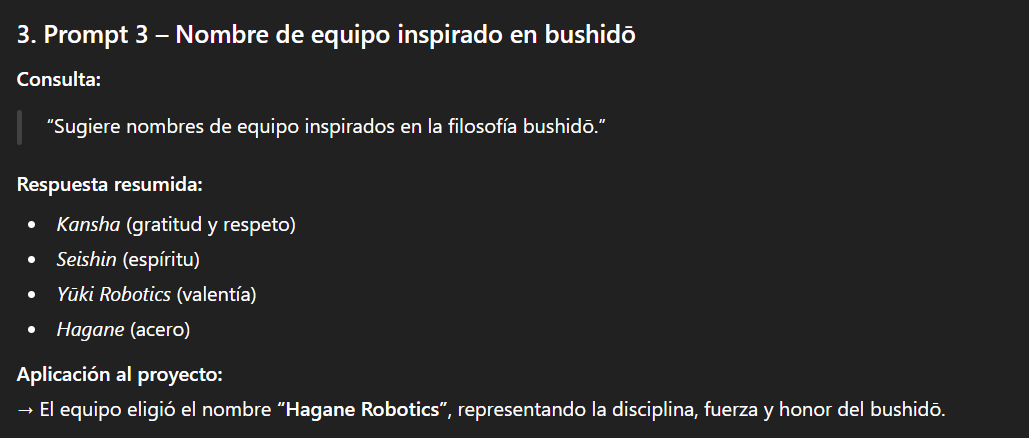 3. Prompt 3 – Nombre de equipo inspirado en bushidō
Consulta:
“Sugiere nombres de equipo inspirados en la filosofía bushidō.”
Respuesta resumida:
• Kansha (gratitud y respeto)
• Seishin (espíritu)
• Yūki Robotics (valentía)
• Hagane (acero)
Aplicación al proyecto:
→ El equipo eligió el nombre “Hagane Robotics”, representando la disciplina, fuerza y honor del bushidō.